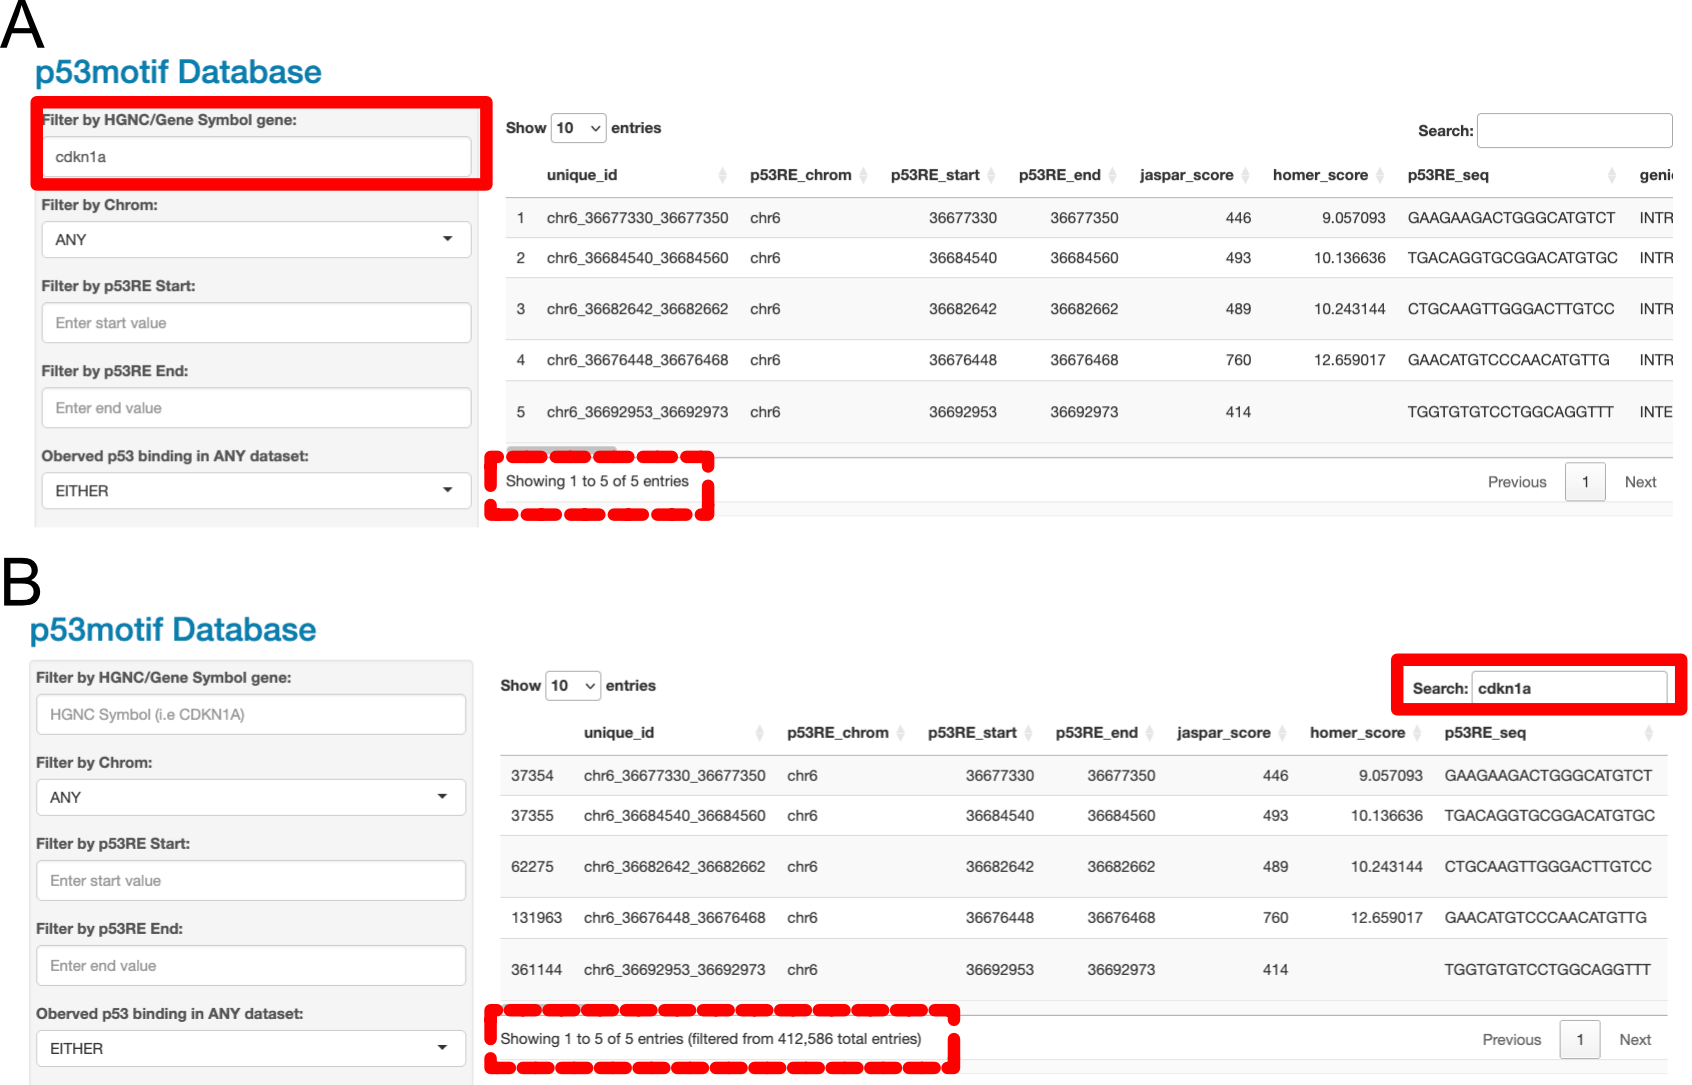 A
p53motif Database
Filter by HGNC/Gene Symbol gene:
cdkn1a
Filter by Chrom:
ANY
Filter by p53RE Start:
Enter start value
Filter by p53RE End:
Enter end value
Oberved p53 binding in ANY dataset:
EITHER
Show 10 entries
Search:
unique_id p53RE_chrom p53RE_start p53RE_end jaspar_score homer_score p53RE_seq geni
1 chr6_36677330_36677350 chr6 36677330 36677350 446 9.057093 GAAGAAGACTGGGCATGTCT INTR
2 chr6_36684540_36684560 chr6 36684540 36684560 493 10.136636 TGACAGGTGCGGACATGTGC INTR
3 chr6_36682642_36682662 chr6 36682642 36682662 489 10.243144 CTGCAAGTTGGGACTTGTCC INTR
4 chr6_36676448_36676468 chr6 36676448 36676468 760 12.659017 GAACATGTCCCAACATGTTG INTR
5 chr6_36692953_36692973 chr6 36692953 36692973 414 TGGTGTGTCCTGGCAGGTTT INTE
Showing 1 to 5 of 5 entries
Previous 1 Next
B
p53motif Database
Filter by HGNC/Gene Symbol gene:
HGNC Symbol (i.e CDKN1A)
Filter by Chrom:
ANY
Filter by p53RE Start:
Enter start value
Filter by p53RE End:
Enter end value
Oberved p53 binding in ANY dataset:
EITHER
Show 10 entries
Search: cdkn1a
unique_id p53RE_chrom p53RE_start p53RE_end jaspar_score homer_score p53RE_seq
37354 chr6_36677330_36677350 chr6 36677330 36677350 446 9.057093 GAAGAAGACTGGGCATGTCT
37355 chr6_36684540_36684560 chr6 36684540 36684560 493 10.136636 TGACAGGTGCGGACATGTGC
62275 chr6_36682642_36682662 chr6 36682642 36682662 489 10.243144 CTGCAAGTTGGGACTTGTCC
131963 chr6_36676448_36676468 chr6 36676448 36676468 760 12.659017 GAACATGTCCCAACATGTTG
361144 chr6_36692953_36692973 chr6 36692953 36692973 414 TGGTGTGTCCTGGCAGGTTT
Showing 1 to 5 of 5 entries (filtered from 412,586 total entries)
Previous 1 Next